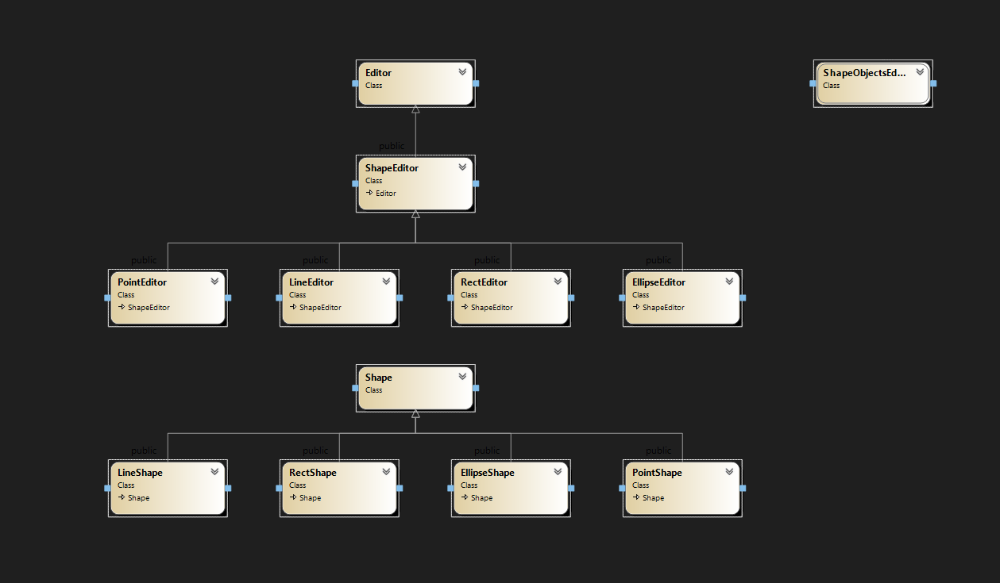 Editor
Class
ShapeObjectsEd...
Class
public
ShapeEditor
Class
Editor
public
public
public
public
PointEditor
Class
ShapeEditor
LineEditor
Class
ShapeEditor
RectEditor
Class
ShapeEditor
EllipseEditor
Class
ShapeEditor
Shape
Class
public
public
public
public
LineShape
Class
Shape
RectShape
Class
Shape
EllipseShape
Class
Shape
PointShape
Class
Shape